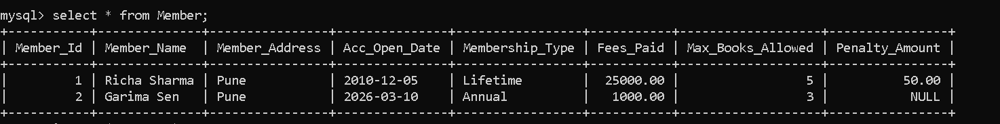 mysql> select * from Member;
+-----------+--------------+----------------+---------------+-----------------+-----------+-------------------+----------------+
| Member_Id | Member_Name | Member_Address | Acc_Open_Date | Membership_Type | Fees_Paid | Max_Books_Allowed | Penalty_Amount |
+-----------+--------------+----------------+---------------+-----------------+-----------+-------------------+----------------+
| 1 | Richa Sharma | Pune | 2010-12-05 | Lifetime | 25000.00 | 5 | 50.00 |
| 2 | Garima Sen | Pune | 2026-03-10 | Annual | 1000.00 | 3 | NULL |
+-----------+--------------+----------------+---------------+-----------------+-----------+-------------------+----------------+